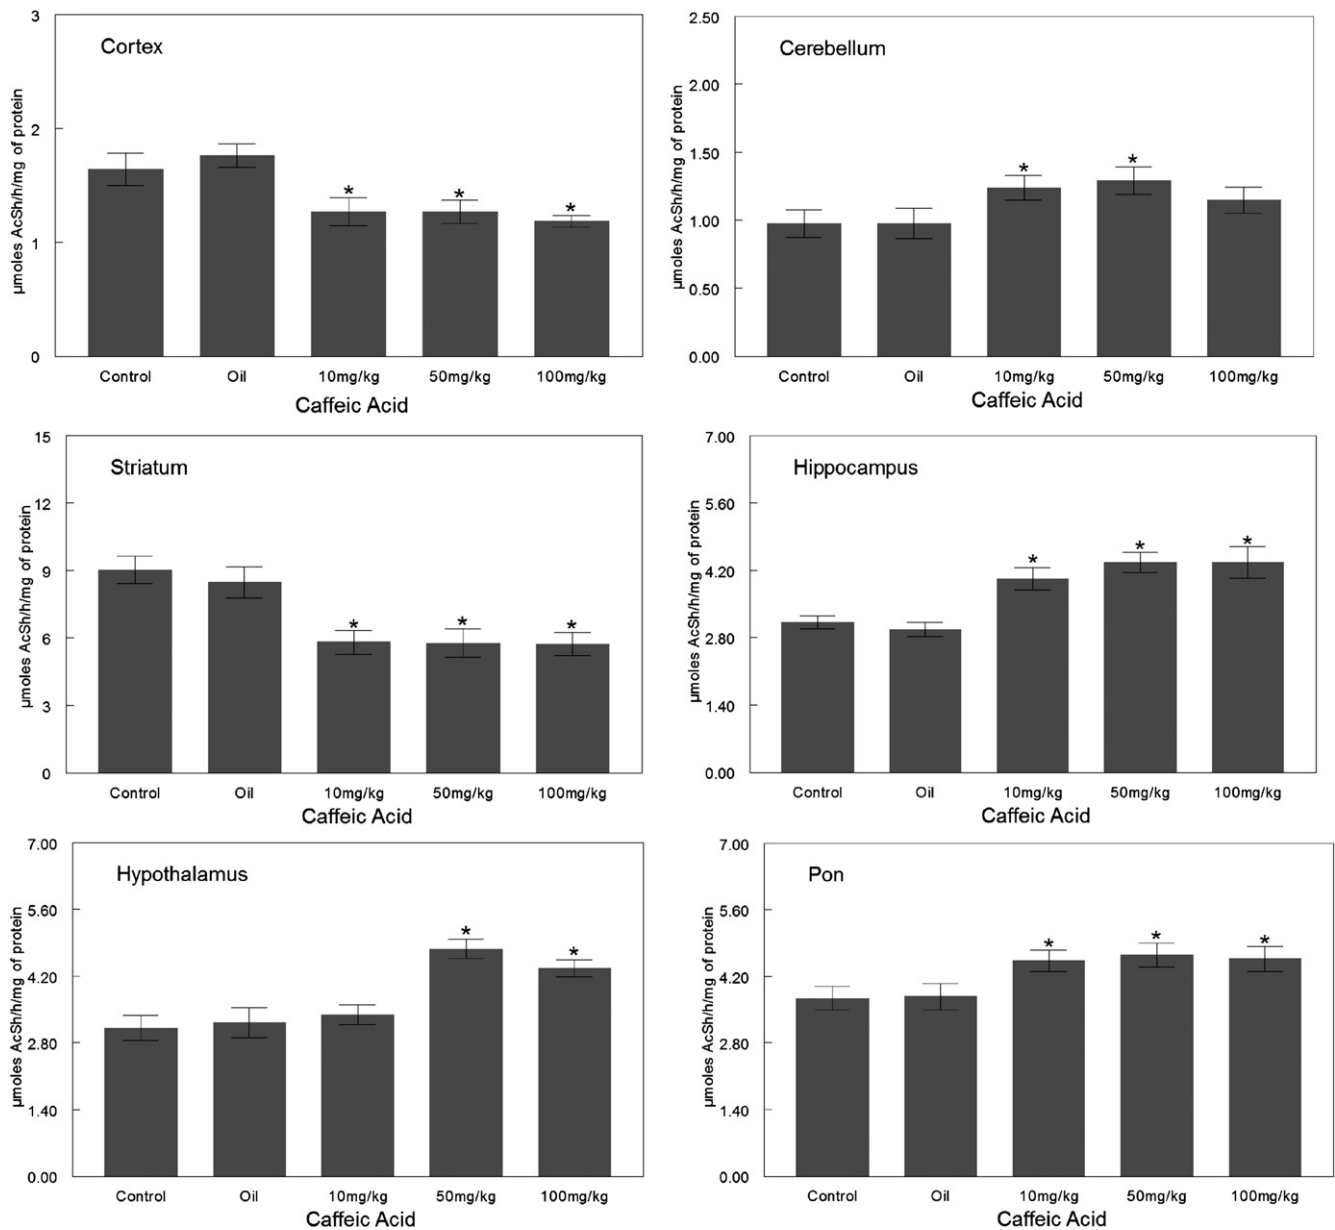 Cortex
µmoles AcSh/h/mg of protein
3
2
1
0
Control Oil 10mg/kg 50mg/kg 100mg/kg
Caffeic Acid
* * *
Cerebellum
µmoles AcSh/h/mg of protein
2.50
2.00
1.50
1.00
0.50
0.00
Control Oil 10mg/kg 50mg/kg 100mg/kg
Caffeic Acid
* *
Striatum
µmoles AcSh/h/mg of protein
15
12
9
6
3
0
Control Oil 10mg/kg 50mg/kg 100mg/kg
Caffeic Acid
* * *
Hippocampus
µmoles AcSh/h/mg of protein
7.00
5.60
4.20
2.80
1.40
0.00
Control Oil 10mg/kg 50mg/kg 100mg/kg
Caffeic Acid
* * *
Hypothalamus
µmoles AcSh/h/mg of protein
7.00
5.60
4.20
2.80
1.40
0.00
Control Oil 10mg/kg 50mg/kg 100mg/kg
Caffeic Acid
* *
Pon
µmoles AcSh/h/mg of protein
7.00
5.60
4.20
2.80
1.40
0.00
Control Oil 10mg/kg 50mg/kg 100mg/kg
Caffeic Acid
* * *